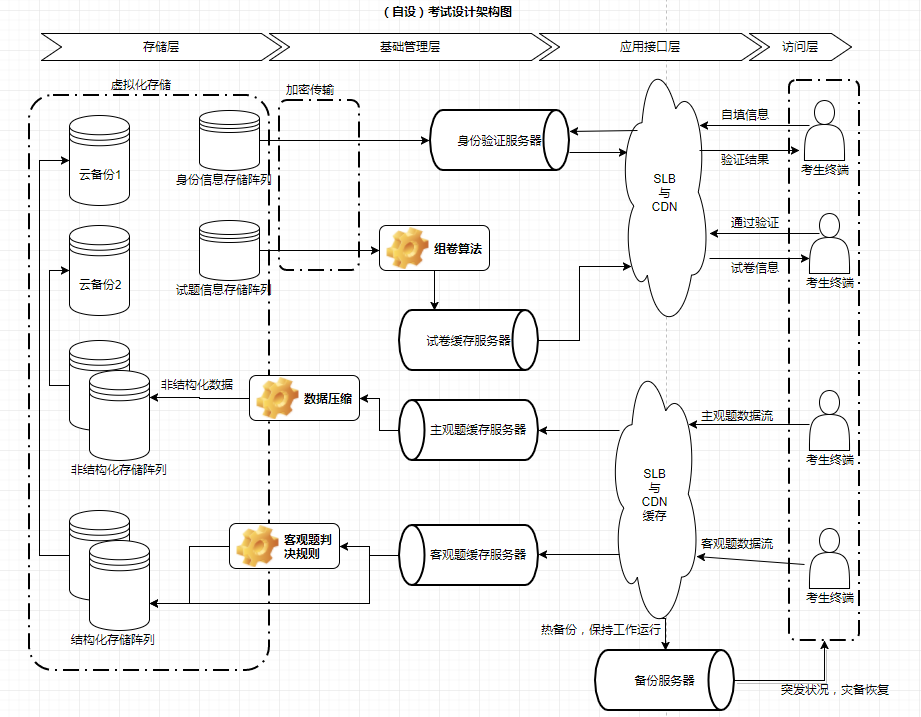 （自设）考试设计架构图
存储层
基础管理层
应用接口层
访问层
虚拟化存储
加密传输
云备份1
身份信息存储阵列
身份验证服务器
SLB
与
CDN
自填信息
验证结果
考生终端
云备份2
试题信息存储阵列
组卷算法
试卷缓存服务器
通过验证
试卷信息
考生终端
非结构化数据
数据压缩
主观题缓存服务器
非结构化存储阵列
SLB
与
CDN
缓存
主观题数据流
考生终端
客观题判
决规则
客观题缓存服务器
客观题数据流
考生终端
结构化存储阵列
热备份，保持工作运行
备份服务器
突发状况，灾备恢复